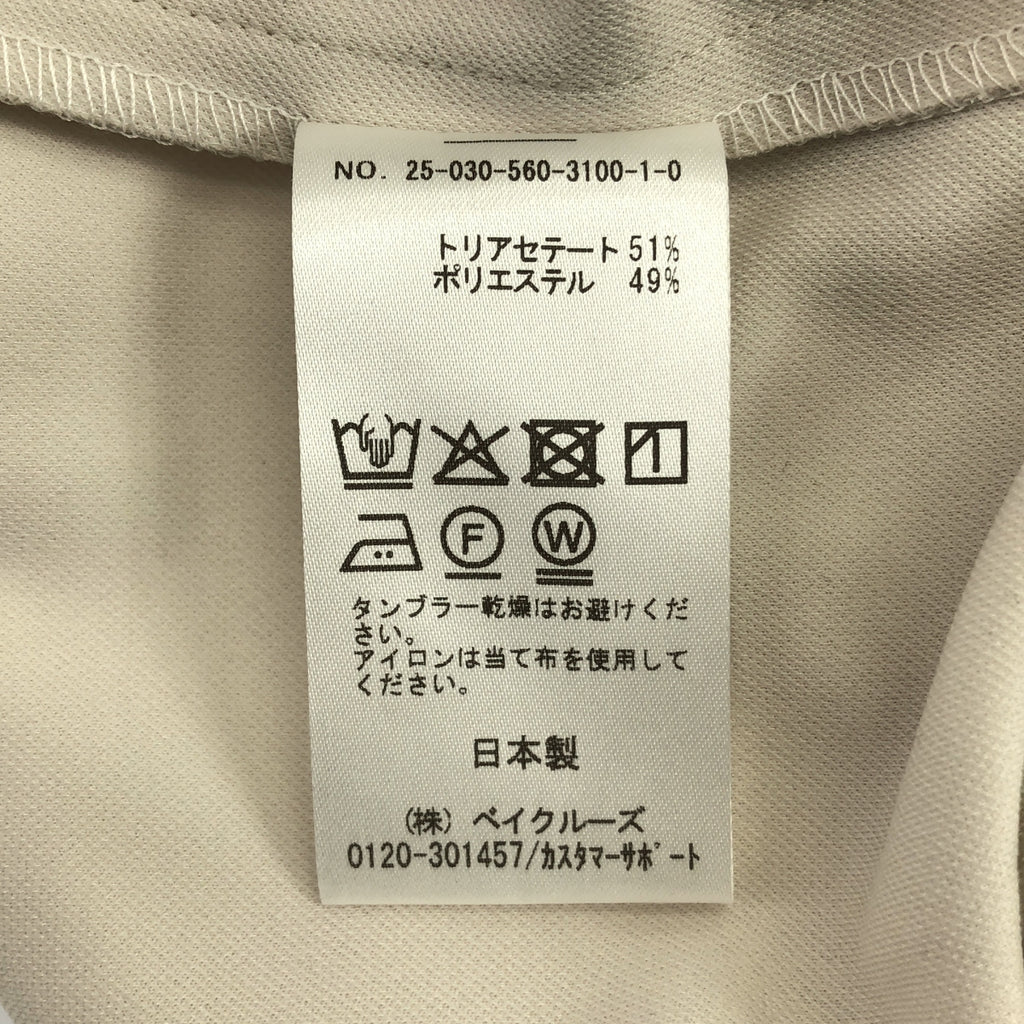 NO. 25-030-560-3100-1-0
トリアセテート 51%
ポリエステル 49%
F W
タンブラー乾燥はお避けくだ
さい。
アイロンは当て布を使用して
ください。
日本製
(株) ベイクルーズ
0120-301457/ｶｽﾀﾏｰｻﾎﾟｰﾄ